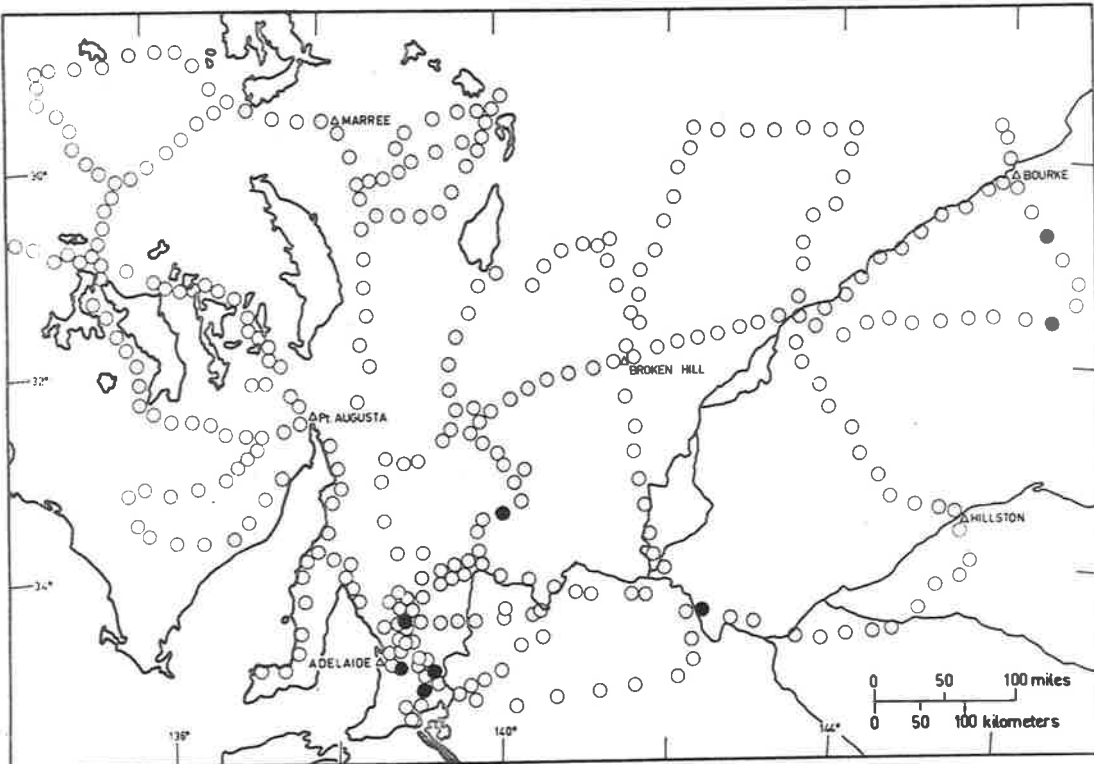 MARREE
30°
BOURKE
32°
BROKEN HILL
Pt. AUGUSTA
HILLSTON
34°
ADELAIDE
0 50 100 miles
0 50 100 kilometers
136°
140°
144°